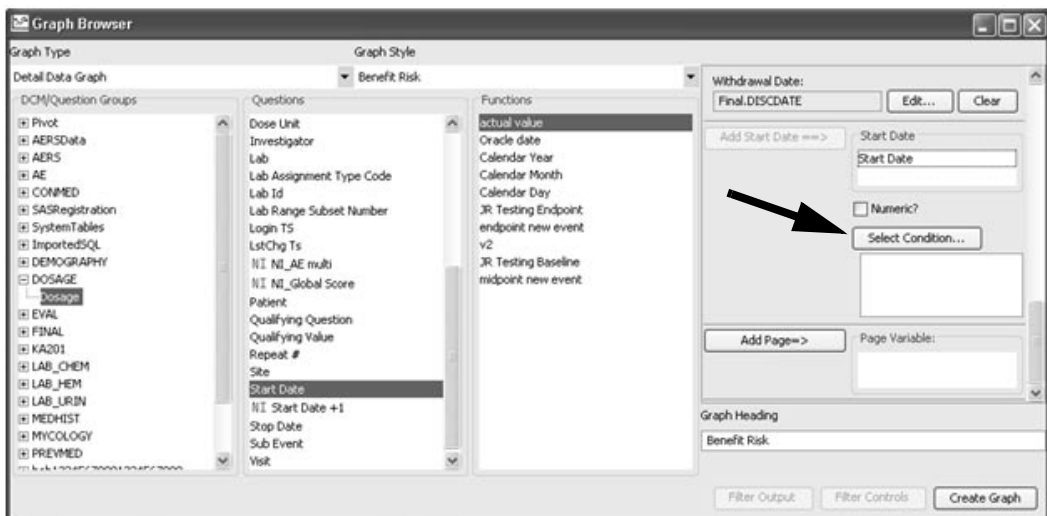 Graph Browser
Graph Type
Graph Style
Detail Data Graph
Benefit Risk
DCM/Question Groups
Pivot
AERSData
AERS
AE
CONMED
SASRegistration
SystemTables
ImportedSQL
DEMOGRAPHY
DOSAGE
Dosage
EVAL
FINAL
KA201
LAB_CHEM
LAB_HEM
LAB_URIN
MEDHIST
MYCOLOGY
PREVMED
Questions
Dose Unit
Investigator
Lab
Lab Assignment Type Code
Lab Id
Lab Range Subset Number
Login TS
LstChg Ts
NI NI_AE multi
NI NI_Global Score
Patient
Qualifying Question
Qualifying Value
Repeat #
Site
Start Date
NI Start Date +1
Stop Date
Sub Event
Visit
Functions
actual value
Oracle date
Calendar Year
Calendar Month
Calendar Day
JR Testing Endpoint
endpoint new event
v2
JR Testing Baseline
midpoint new event
Withdrawal Date:
Final.DISCDATE
Edit...
Clear
Add Start Date ==>
Start Date
Start Date
Numeric?
Select Condition...
Add Page=>
Page Variable:
Graph Heading
Benefit Risk
Filter Output
Filter Controls
Create Graph